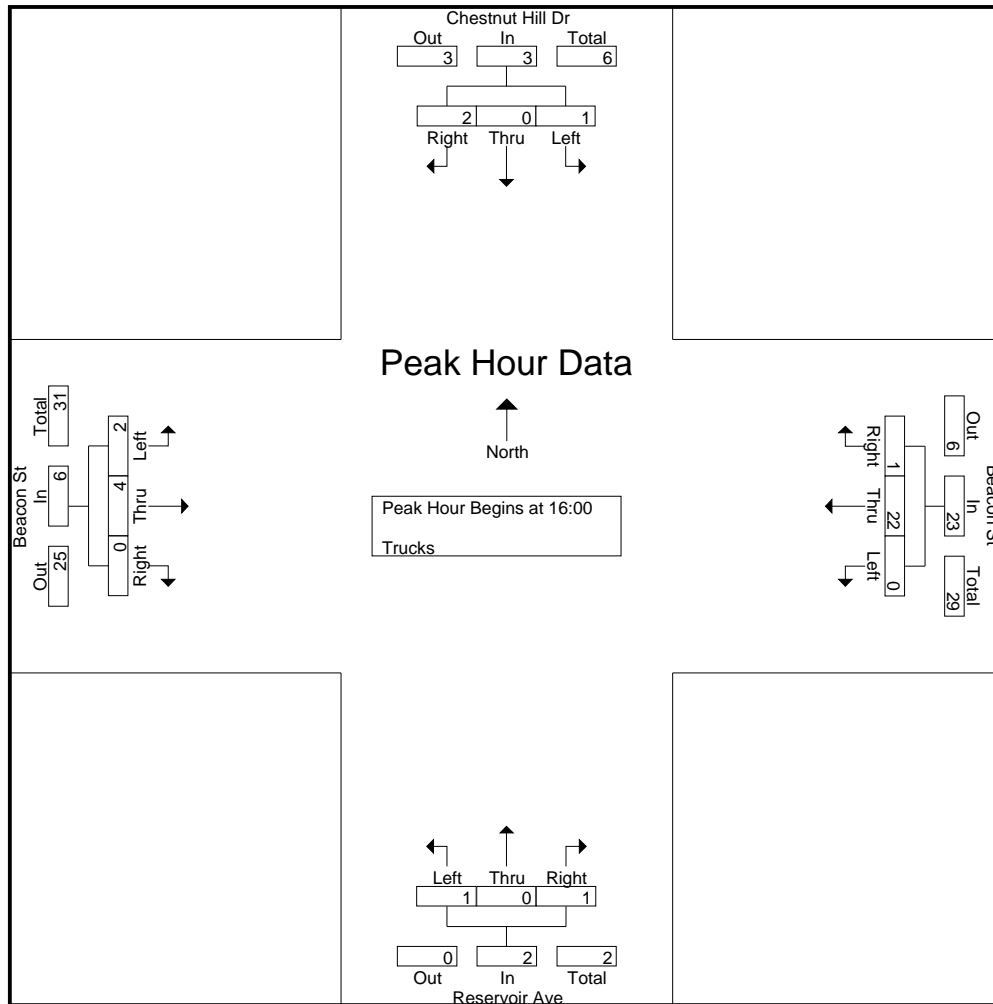 Chestnut Hill Dr
Out In Total
3 3 6
2 0 1
Right Thru Left
Peak Hour Data
North
Peak Hour Begins at 16:00
Trucks
Beacon St
Total In Out
31 6 25
2 4 0
Left Thru Right
Right Thru Left
1 22 0
Out In Total
6 23 29
Beacon St
Left Thru Right
1 0 1
0 2 2
Out In Total
Reservoir Ave